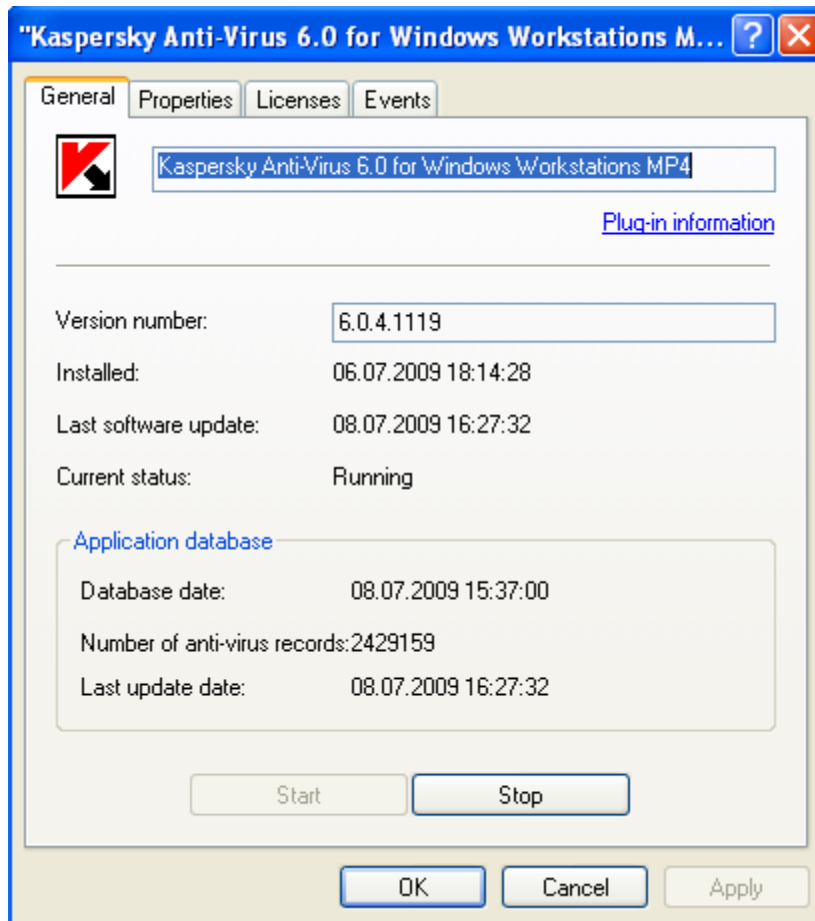 "Kaspersky Anti-Virus 6.0 for Windows Workstations M...
General Properties Licenses Events
Kaspersky Anti-Virus 6.0 for Windows Workstations MP4
Plug-in information
Version number: 6.0.4.1119
Installed: 06.07.2009 18:14:28
Last software update: 08.07.2009 16:27:32
Current status: Running
Application database
Database date: 08.07.2009 15:37:00
Number of anti-virus records:2429159
Last update date: 08.07.2009 16:27:32
Start Stop
OK Cancel Apply